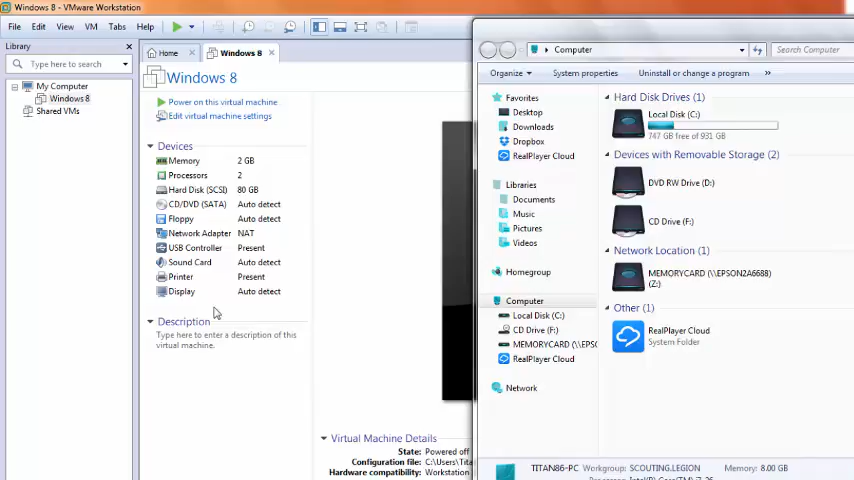 Windows 8 - VMware Workstation
File Edit View VM Tabs Help
Library
Type here to search
My Computer
Windows 8
Shared VMs
Home
Windows 8
Windows 8
Power on this virtual machine
Edit virtual machine settings
Devices
Memory 2 GB
Processors 2
Hard Disk (SCSI) 80 GB
CD/DVD (SATA) Auto detect
Floppy Auto detect
Network Adapter NAT
USB Controller Present
Sound Card Auto detect
Printer Present
Display Auto detect
Description
Type here to enter a description of this
virtual machine.
Virtual Machine Details
State: Powered off
Configuration file: C:\Users\Tita
Hardware compatibility: Workstat
Computer
Search Computer
Organize System properties Uninstall or change a program »
Favorites
Desktop
Downloads
Dropbox
RealPlayer Cloud
Libraries
Documents
Music
Pictures
Videos
Homegroup
Computer
Local Disk (C:)
CD Drive (F:)
MEMORYCARD (\\EPSO
RealPlayer Cloud
Network
Hard Disk Drives (1)
Local Disk (C:)
747 GB free of 931 GB
Devices with Removable Storage (2)
DVD RW Drive (D:)
CD Drive (F:)
Network Location (1)
MEMORYCARD (\\EPSON2A6688)
(Z:)
Other (1)
RealPlayer Cloud
System Folder
TITAN86-PC Workgroup: SCOUTING.LEGION Memory: 8.00 GB